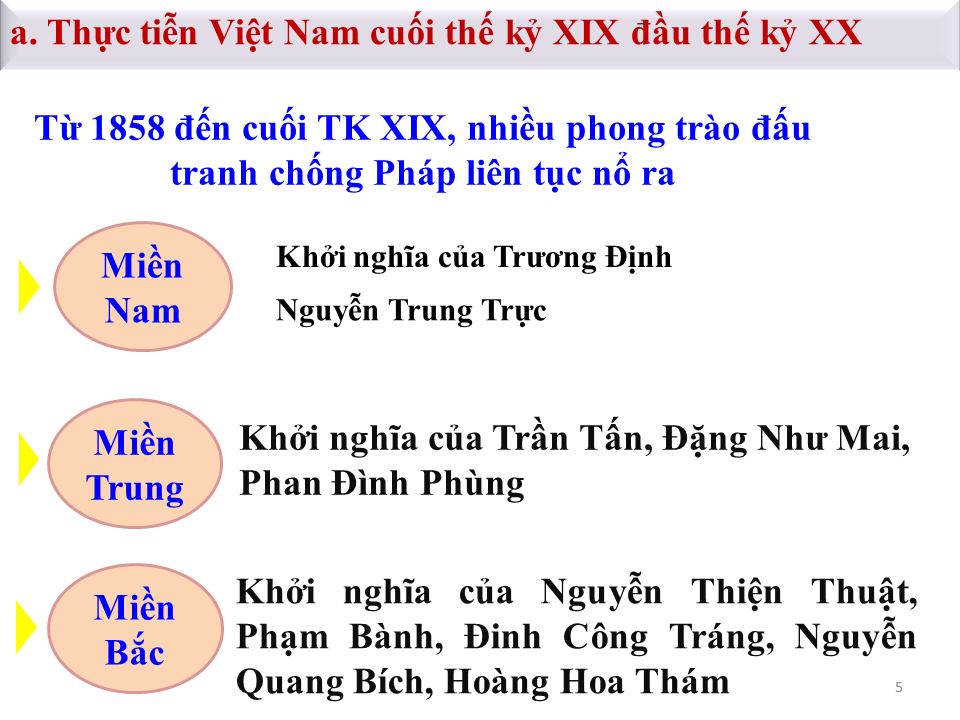 a. Thực tiễn Việt Nam cuối thế kỷ XIX đầu thế kỷ XX
Từ 1858 đến cuối TK XIX, nhiều phong trào đấu
tranh chống Pháp liên tục nổ ra
Miền
Nam
Khởi nghĩa của Trương Định
Nguyễn Trung Trực
Miền
Trung
Khởi nghĩa của Trần Tấn, Đặng Như Mai,
Phan Đình Phùng
Miền
Bắc
Khởi nghĩa của Nguyễn Thiện Thuật,
Phạm Bành, Đinh Công Tráng, Nguyễn
Quang Bích, Hoàng Hoa Thám
5